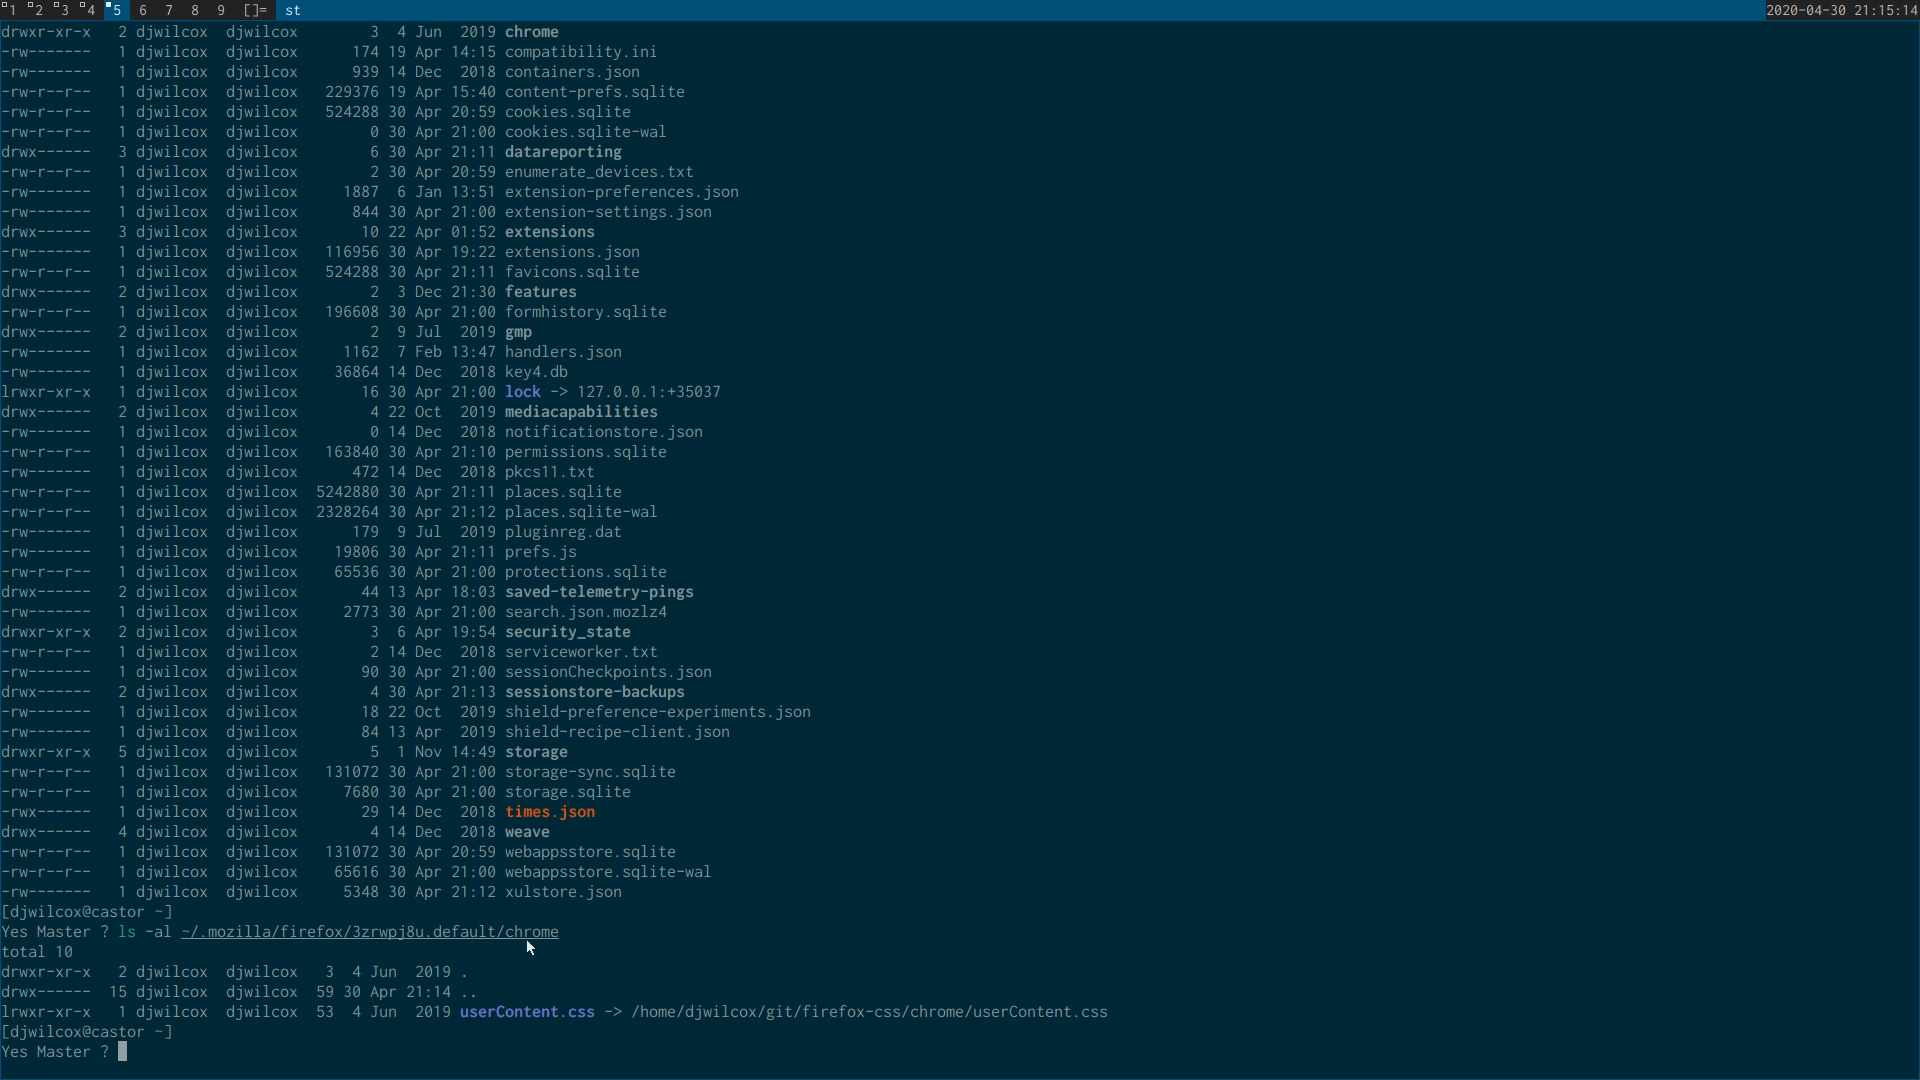 1 2 3 4 5 6 7 8 9 []= st 2020-04-30 21:15:14
drwxr-xr-x 2 djwilcox djwilcox 3 4 Jun 2019 chrome
-rw------- 1 djwilcox djwilcox 174 19 Apr 14:15 compatibility.ini
-rw------- 1 djwilcox djwilcox 939 14 Dec 2018 containers.json
-rw-r--r-- 1 djwilcox djwilcox 229376 19 Apr 15:40 content-prefs.sqlite
-rw-r--r-- 1 djwilcox djwilcox 524288 30 Apr 20:59 cookies.sqlite
-rw-r--r-- 1 djwilcox djwilcox 0 30 Apr 21:00 cookies.sqlite-wal
drwx------ 3 djwilcox djwilcox 6 30 Apr 21:11 datareporting
-rw-r--r-- 1 djwilcox djwilcox 2 30 Apr 20:59 enumerate_devices.txt
-rw------- 1 djwilcox djwilcox 1887 6 Jan 13:51 extension-preferences.json
-rw------- 1 djwilcox djwilcox 844 30 Apr 21:00 extension-settings.json
drwx------ 3 djwilcox djwilcox 10 22 Apr 01:52 extensions
-rw------- 1 djwilcox djwilcox 116956 30 Apr 19:22 extensions.json
-rw-r--r-- 1 djwilcox djwilcox 524288 30 Apr 21:11 favicons.sqlite
drwx------ 2 djwilcox djwilcox 2 3 Dec 21:30 features
-rw-r--r-- 1 djwilcox djwilcox 196608 30 Apr 21:00 formhistory.sqlite
drwx------ 2 djwilcox djwilcox 2 9 Jul 2019 gmp
-rw------- 1 djwilcox djwilcox 1162 7 Feb 13:47 handlers.json
-rw------- 1 djwilcox djwilcox 36864 14 Dec 2018 key4.db
lrwxr-xr-x 1 djwilcox djwilcox 16 30 Apr 21:00 lock -> 127.0.0.1:+35037
drwx------ 2 djwilcox djwilcox 4 22 Oct 2019 mediacapabilities
-rw------- 1 djwilcox djwilcox 0 14 Dec 2018 notificationstore.json
-rw-r--r-- 1 djwilcox djwilcox 163840 30 Apr 21:10 permissions.sqlite
-rw------- 1 djwilcox djwilcox 472 14 Dec 2018 pkcs11.txt
-rw-r--r-- 1 djwilcox djwilcox 5242880 30 Apr 21:11 places.sqlite
-rw-r--r-- 1 djwilcox djwilcox 2328264 30 Apr 21:12 places.sqlite-wal
-rw------- 1 djwilcox djwilcox 179 9 Jul 2019 pluginreg.dat
-rw------- 1 djwilcox djwilcox 19806 30 Apr 21:11 prefs.js
-rw-r--r-- 1 djwilcox djwilcox 65536 30 Apr 21:00 protections.sqlite
drwx------ 2 djwilcox djwilcox 44 13 Apr 18:03 saved-telemetry-pings
-rw------- 1 djwilcox djwilcox 2773 30 Apr 21:00 search.json.mozlz4
drwxr-xr-x 2 djwilcox djwilcox 3 6 Apr 19:54 security_state
-rw-r--r-- 1 djwilcox djwilcox 2 14 Dec 2018 serviceworker.txt
-rw------- 1 djwilcox djwilcox 90 30 Apr 21:00 sessionCheckpoints.json
drwx------ 2 djwilcox djwilcox 4 30 Apr 21:13 sessionstore-backups
-rw------- 1 djwilcox djwilcox 18 22 Oct 2019 shield-preference-experiments.json
-rw------- 1 djwilcox djwilcox 84 13 Apr 2019 shield-recipe-client.json
drwxr-xr-x 5 djwilcox djwilcox 5 1 Nov 14:49 storage
-rw-r--r-- 1 djwilcox djwilcox 131072 30 Apr 21:00 storage-sync.sqlite
-rw-r--r-- 1 djwilcox djwilcox 7680 30 Apr 21:00 storage.sqlite
-rwx------ 1 djwilcox djwilcox 29 14 Dec 2018 times.json
drwx------ 4 djwilcox djwilcox 4 14 Dec 2018 weave
-rw-r--r-- 1 djwilcox djwilcox 131072 30 Apr 20:59 webappsstore.sqlite
-rw-r--r-- 1 djwilcox djwilcox 65616 30 Apr 21:00 webappsstore.sqlite-wal
-rw------- 1 djwilcox djwilcox 5348 30 Apr 21:12 xulstore.json
[djwilcox@castor ~]
Yes Master ? ls -al ~/.mozilla/firefox/3zrwpj8u.default/chrome
total 10
drwxr-xr-x 2 djwilcox djwilcox 3 4 Jun 2019 .
drwx------ 15 djwilcox djwilcox 59 30 Apr 21:14 ..
lrwxr-xr-x 1 djwilcox djwilcox 53 4 Jun 2019 userContent.css -> /home/djwilcox/git/firefox-css/chrome/userContent.css
[djwilcox@castor ~]
Yes Master ?